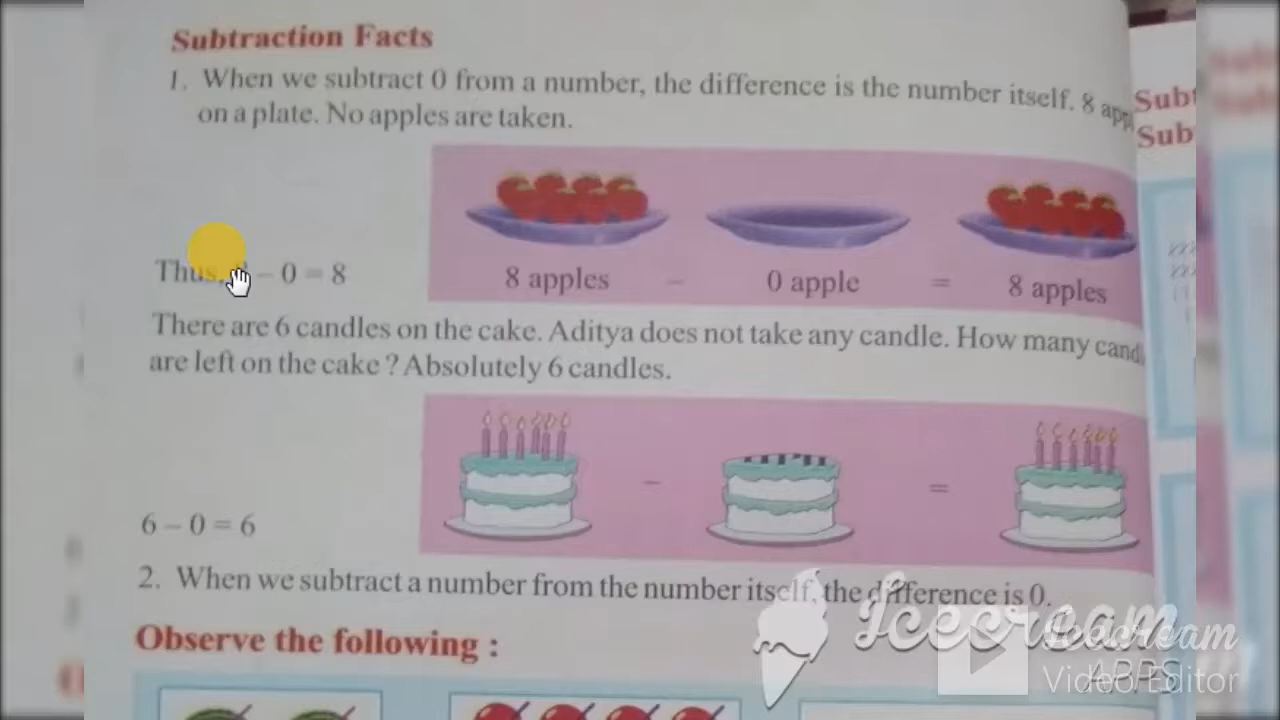 Subtraction Facts
1. When we subtract 0 from a number, the difference is the number itself. 8
on a plate. No apples are taken.
8 apples - 0 apple = 8 apples
Thus, – 0 = 8
There are 6 candles on the cake. Aditya does not take any candle. How many
are left on the cake ? Absolutely 6 candles.
– =
6 – 0 = 6
2. When we subtract a number from the number itself, the difference is 0.
Observe the following :
Icecream
APPS
Icecream
Video Editor